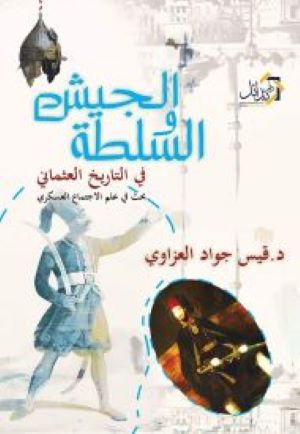 الجيش
و
السلطة
في التاريخ العثماني
بحث في علم الاجتماع العسكري
د.قيس جواد العزاوي